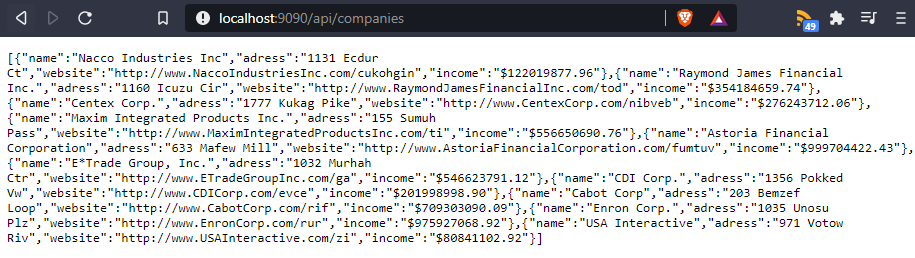 localhost:9090/api/companies
49
[{"name":"Nacco Industries Inc","adress":"1131 Ecdur
Ct","website":"http://www.NaccoIndustriesInc.com/cukohgin","income":"$122019877.96"},{"name":"Raymond James Financial
Inc.","adress":"1160 Icuzu Cir","website":"http://www.RaymondJamesFinancialInc.com/tod","income":"$354184659.74"},
{"name":"Centex Corp.","adress":"1777 Kukag Pike","website":"http://www.CentexCorp.com/nibveb","income":"$276243712.06"},
{"name":"Maxim Integrated Products Inc.","adress":"155 Sumuh
Pass","website":"http://www.MaximIntegratedProductsInc.com/ti","income":"$556650690.76"},{"name":"Astoria Financial
Corporation","adress":"633 Mafew Mill","website":"http://www.AstoriaFinancialCorporation.com/fumtuv","income":"$999704422.43"},
{"name":"E*Trade Group, Inc.","adress":"1032 Murhah
Ctr","website":"http://www.ETradeGroupInc.com/ga","income":"$546623791.12"},{"name":"CDI Corp.","adress":"1356 Pokked
Vw","website":"http://www.CDICorp.com/evce","income":"$201998998.90"},{"name":"Cabot Corp","adress":"203 Bemzef
Loop","website":"http://www.CabotCorp.com/rif","income":"$709303090.09"},{"name":"Enron Corp.","adress":"1035 Unosu
Plz","website":"http://www.EnronCorp.com/rur","income":"$975927068.92"},{"name":"USA Interactive","adress":"971 Votow
Riv","website":"http://www.USAInteractive.com/zi","income":"$80841102.92"}]